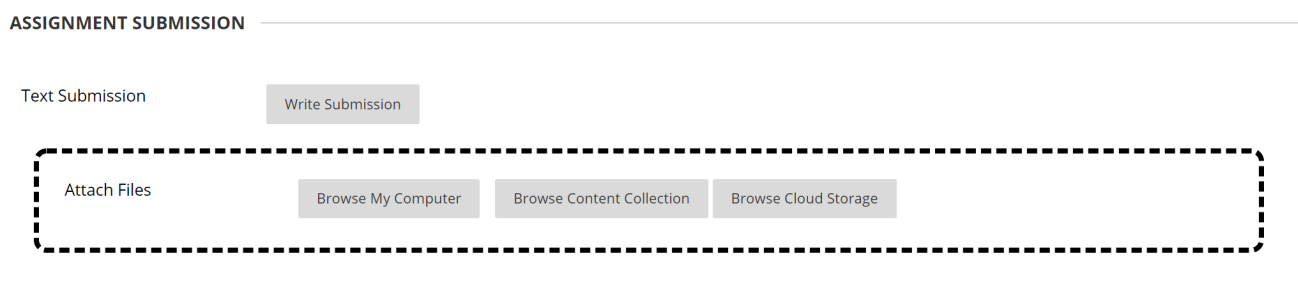 ASSIGNMENT SUBMISSION
Text Submission Write Submission
Attach Files Browse My Computer Browse Content Collection Browse Cloud Storage